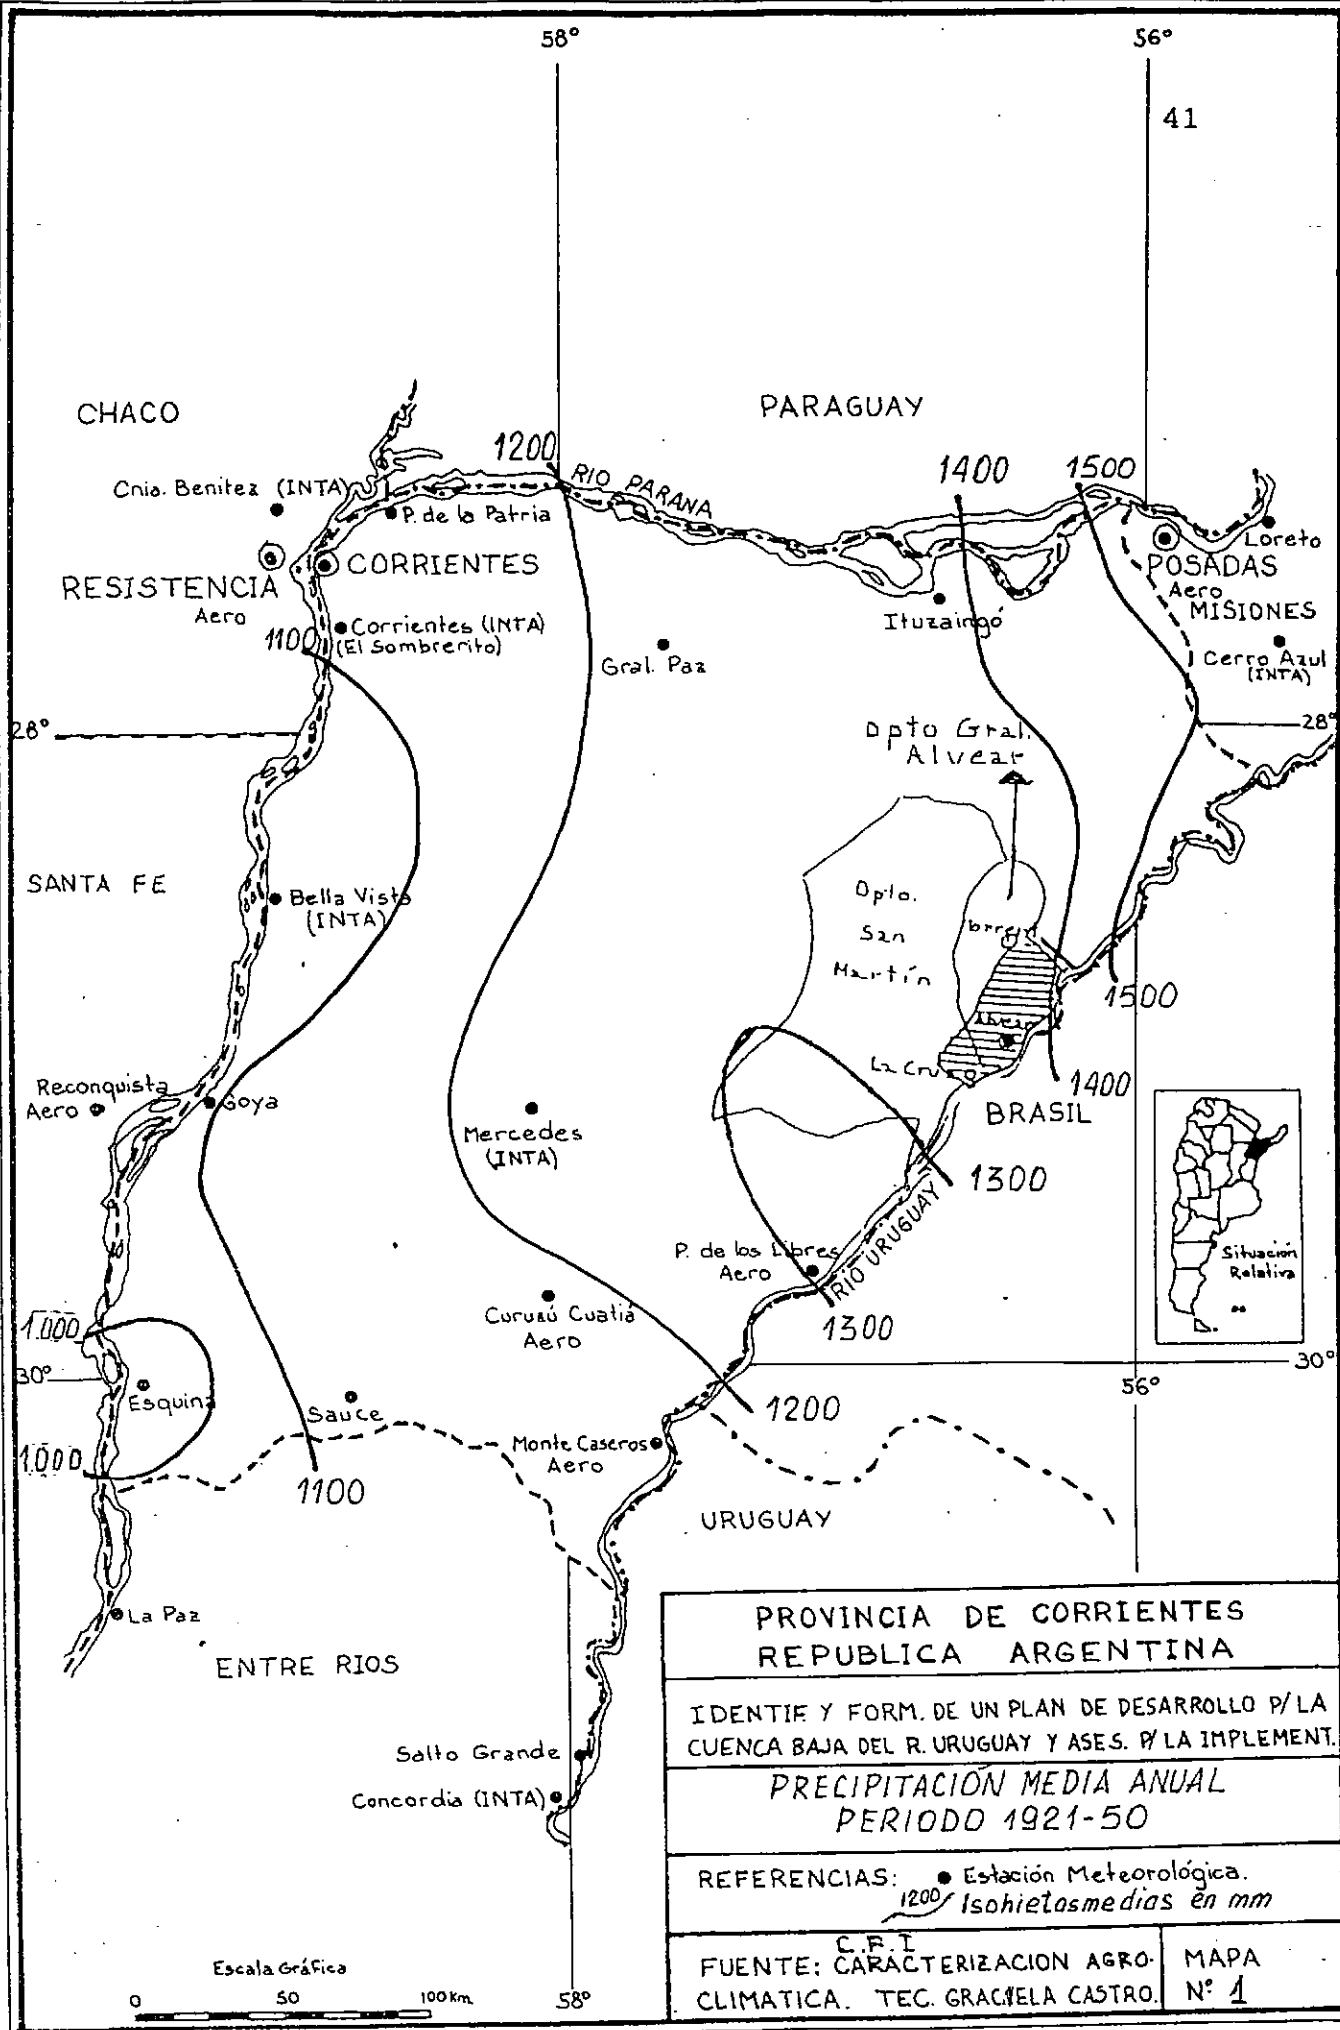 58°
56°
41
CHACO
PARAGUAY
1200
RIO PARANA
1400
1500
Cnia. Benitez (INTA)
P. de la Patria
Loreto
CORRIENTES
POSADAS
Aero
RESISTENCIA
Aero
MISIONES
Ituzaingó
Corrientes (INTA)
(El Sombrerito)
1100
Gral. Paz
Cerro Azul
(INTA)
28°
28°
Dpto Gral.
Alvear
SANTA FE
Bella Vista
(INTA)
Dpto.
San
Martín
Alvear
1500
La Cruz
1400
Reconquista
Aero
Goya
BRASIL
Mercedes
(INTA)
1300
P. de los Libres
Aero
RIO URUGUAY
Situación
Relativa
Curuzú Cuatiá
Aero
1300
1.000
30°
30°
56°
Esquina
Sauce
1200
Monte Caseros
Aero
1.000
1100
URUGUAY
La Paz
ENTRE RIOS
Salto Grande
Concordia (INTA)
Escala Gráfica
0 50 100 Km
58°
PROVINCIA DE CORRIENTES
REPUBLICA ARGENTINA
IDENTIF. Y FORM. DE UN PLAN DE DESARROLLO P/ LA
CUENCA BAJA DEL R. URUGUAY Y ASES. P/ LA IMPLEMENT.
PRECIPITACIÓN MEDIA ANUAL
PERIODO 1921-50
REFERENCIAS: Estación Meteorológica.
1200 Isohietas medias en mm
C.F.I
FUENTE: CARACTERIZACION AGRO-
CLIMATICA. TEC. GRACIELA CASTRO.
MAPA
N° 1